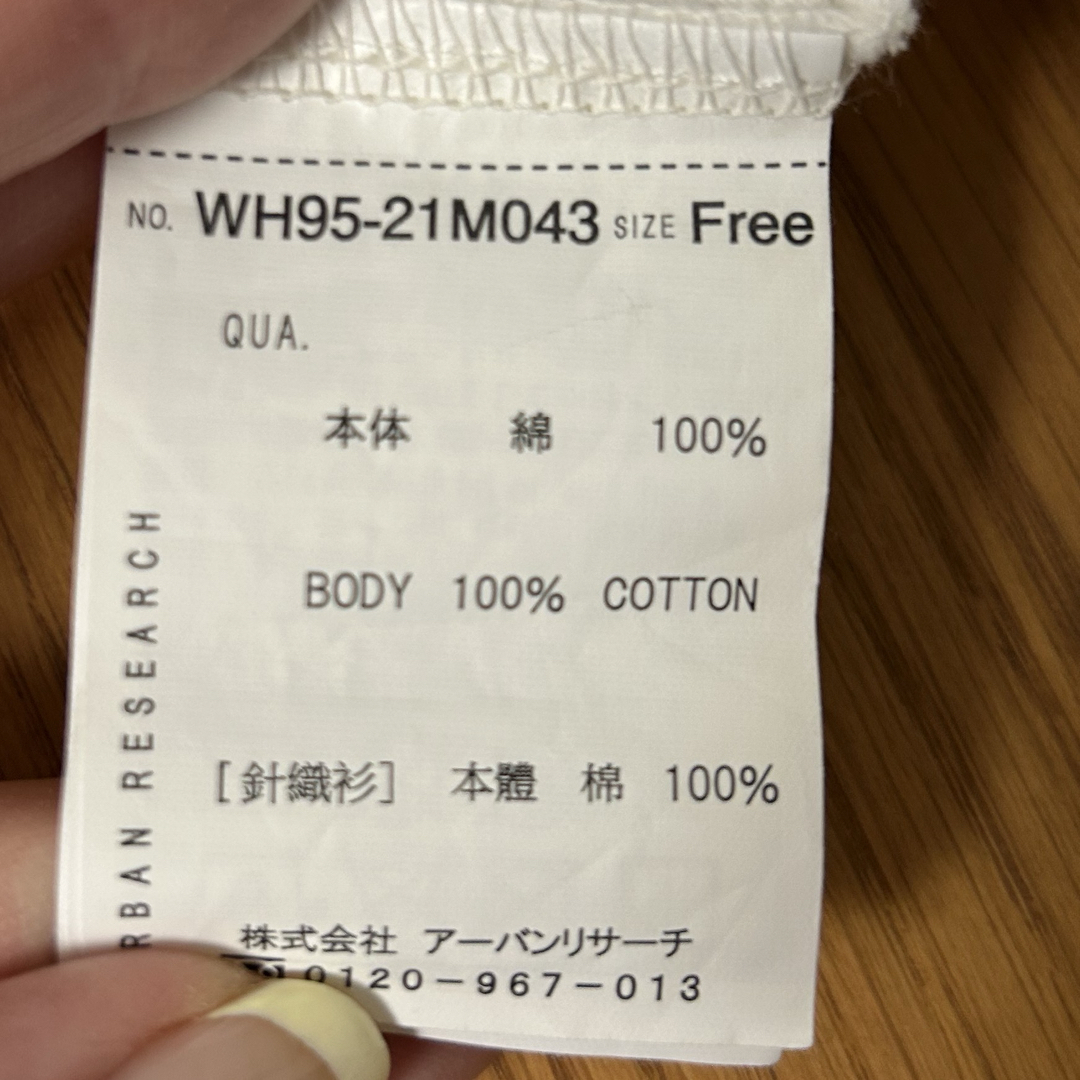 NO. WH95-21M043 SIZE Free
QUA.
本体 綿 100%
BODY 100% COTTON
[針織衫] 本體 棉 100%
株式会社 アーバンリサーチ
0120-967-013
RBAN RESEARCH